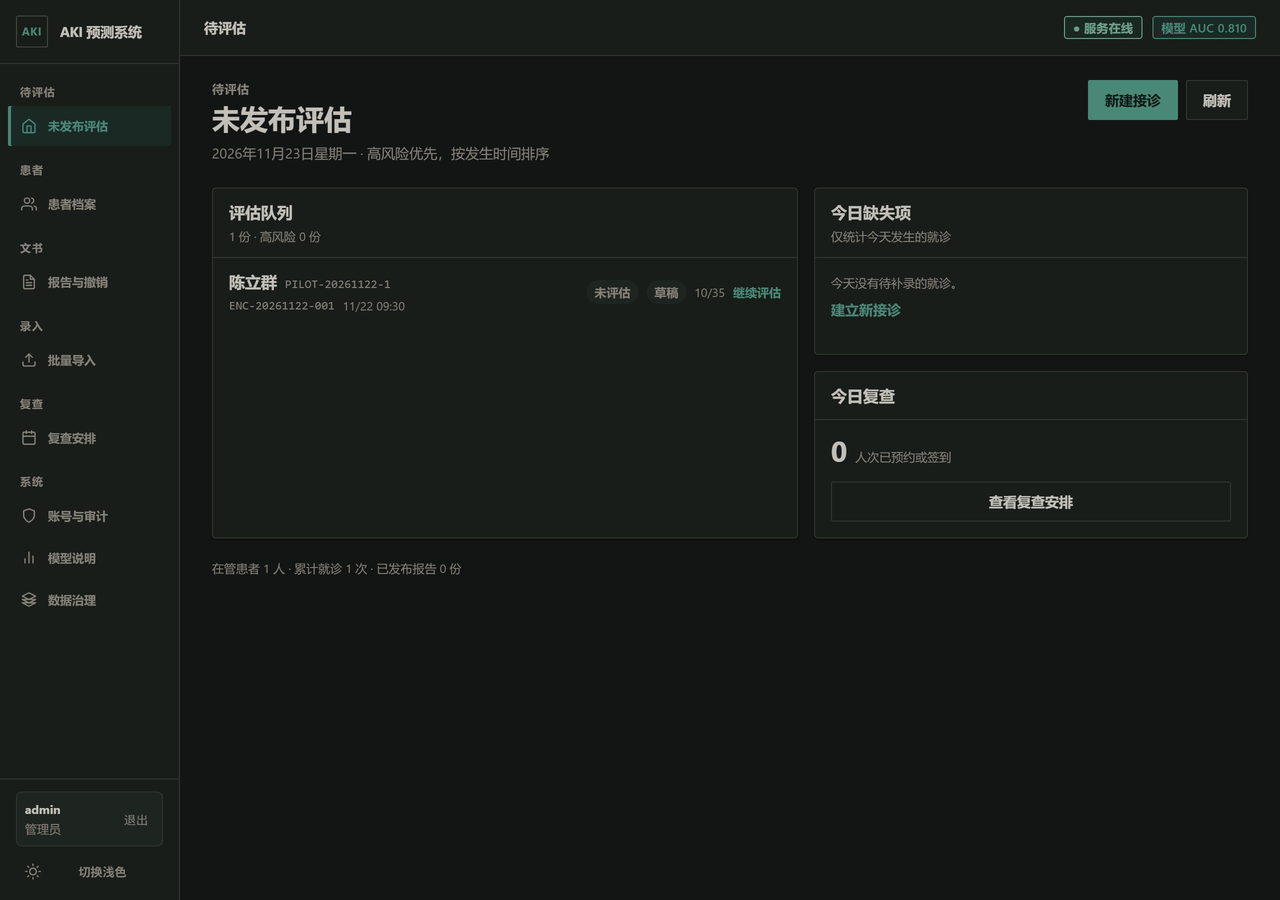 AKI
AKI 预测系统
待评估
未发布评估
患者
患者档案
文书
报告与撤销
录入
批量导入
复查
复查安排
系统
账号与审计
模型说明
数据治理
admin
管理员
退出
切换浅色
待评估
服务在线
模型 AUC 0.810
待评估
未发布评估
2026年11月23日星期一 · 高风险优先，按发生时间排序
新建接诊
刷新
评估队列
1 份 · 高风险 0 份
陈立群 PILOT-20261122-1
ENC-20261122-001 11/22 09:30
未评估 草稿 10/35 继续评估
今日缺失项
仅统计今天发生的就诊
今天没有待补录的就诊。
建立新接诊
今日复查
0 人次已预约或签到
查看复查安排
在管患者 1 人 · 累计就诊 1 次 · 已发布报告 0 份